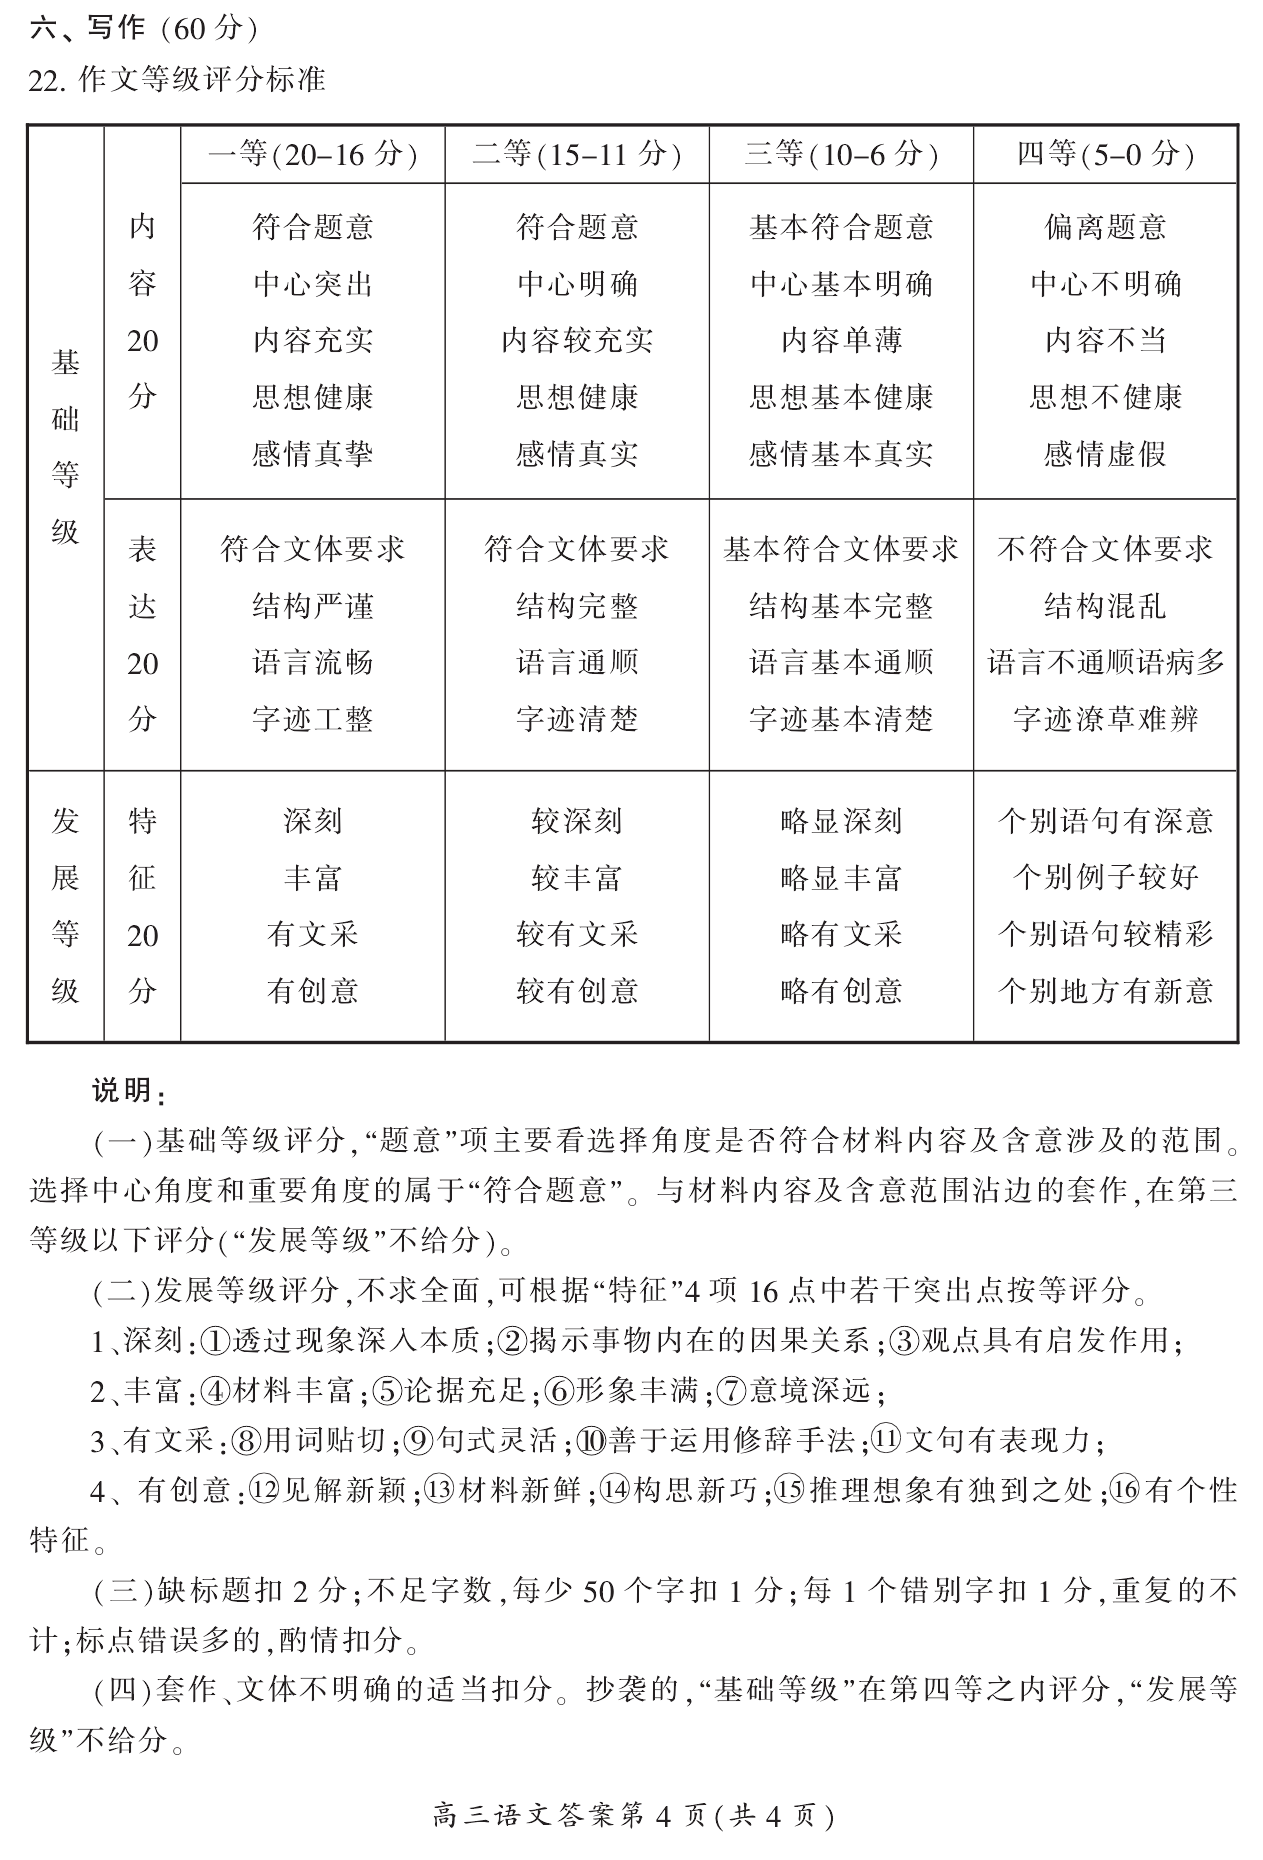 六、写作 (60 分)
22. 作文等级评分标准
一等(20-16 分) 二等(15-11 分) 三等(10-6 分) 四等(5-0 分)
基础等级
内容20分
符合题意 符合题意 基本符合题意 偏离题意
中心突出 中心明确 中心基本明确 中心不明确
内容充实 内容较充实 内容单薄 内容不当
思想健康 思想健康 思想基本健康 思想不健康
感情真挚 感情真实 感情基本真实 感情虚假
表达20分
符合文体要求 符合文体要求 基本符合文体要求 不符合文体要求
结构严谨 结构完整 结构基本完整 结构混乱
语言流畅 语言通顺 语言基本通顺 语言不通顺语病多
字迹工整 字迹清楚 字迹基本清楚 字迹潦草难辨
发展等级
特征20分
深刻 较深刻 略显深刻 个别语句有深意
丰富 较丰富 略显丰富 个别例子较好
有文采 较有文采 略有文采 个别语句较精彩
有创意 较有创意 略有创意 个别地方有新意
说明:
(一)基础等级评分,“题意”项主要看选择角度是否符合材料内容及含意涉及的范围。
选择中心角度和重要角度的属于“符合题意”。与材料内容及含意范围沾边的套作,在第三
等级以下评分(“发展等级”不给分)。
(二)发展等级评分,不求全面,可根据“特征”4 项 16 点中若干突出点按等评分。
1、深刻:①透过现象深入本质;②揭示事物内在的因果关系;③观点具有启发作用;
2、丰富:④材料丰富;⑤论据充足;⑥形象丰满;⑦意境深远;
3、有文采:⑧用词贴切;⑨句式灵活;⑩善于运用修辞手法;⑪文句有表现力;
4、有创意:⑫见解新颖;⑬材料新鲜;⑭构思新巧;⑮推理想象有独到之处;⑯有个性
特征。
(三)缺标题扣 2 分;不足字数,每少 50 个字扣 1 分;每 1 个错别字扣 1 分,重复的不
计;标点错误多的,酌情扣分。
(四)套作、文体不明确的适当扣分。抄袭的,“基础等级”在第四等之内评分,“发展等
级”不给分。
高三语文答案第 4 页(共 4 页)